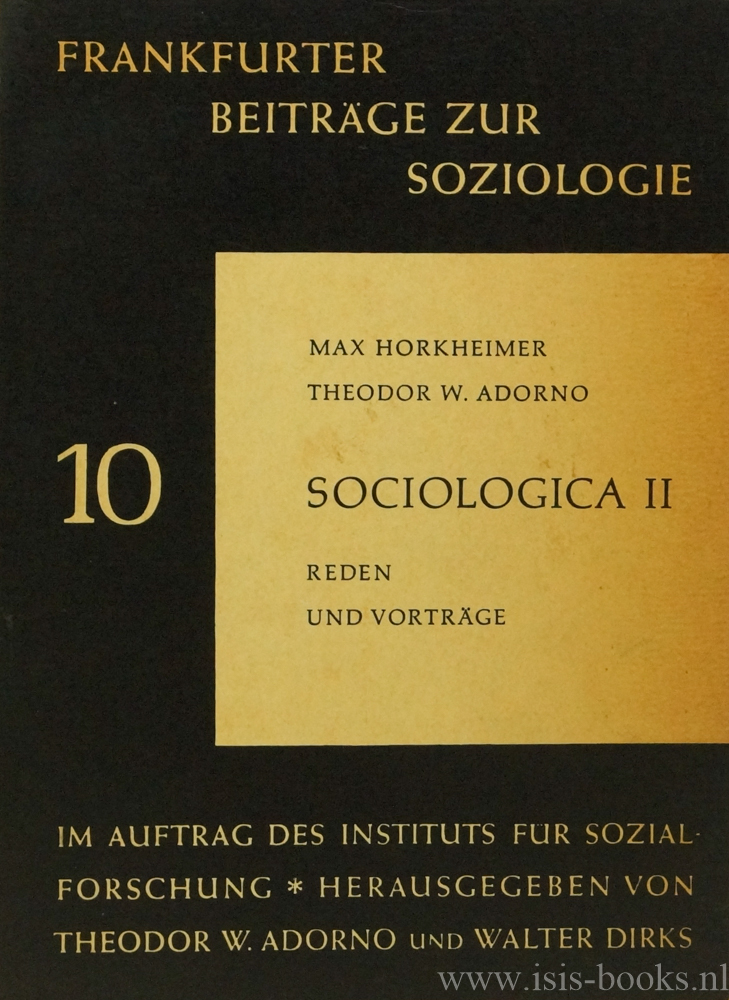 FRANKFURTER
BEITRÄGE ZUR
SOZIOLOGIE
MAX HORKHEIMER
THEODOR W. ADORNO
10
SOCIOLOGICA II
REDEN
UND VORTRÄGE
IM AUFTRAG DES INSTITUTS FÜR SOZIAL-
FORSCHUNG * HERAUSGEGEBEN VON
THEODOR W. ADORNO UND WALTER DIRKS
www.isis-books.nl